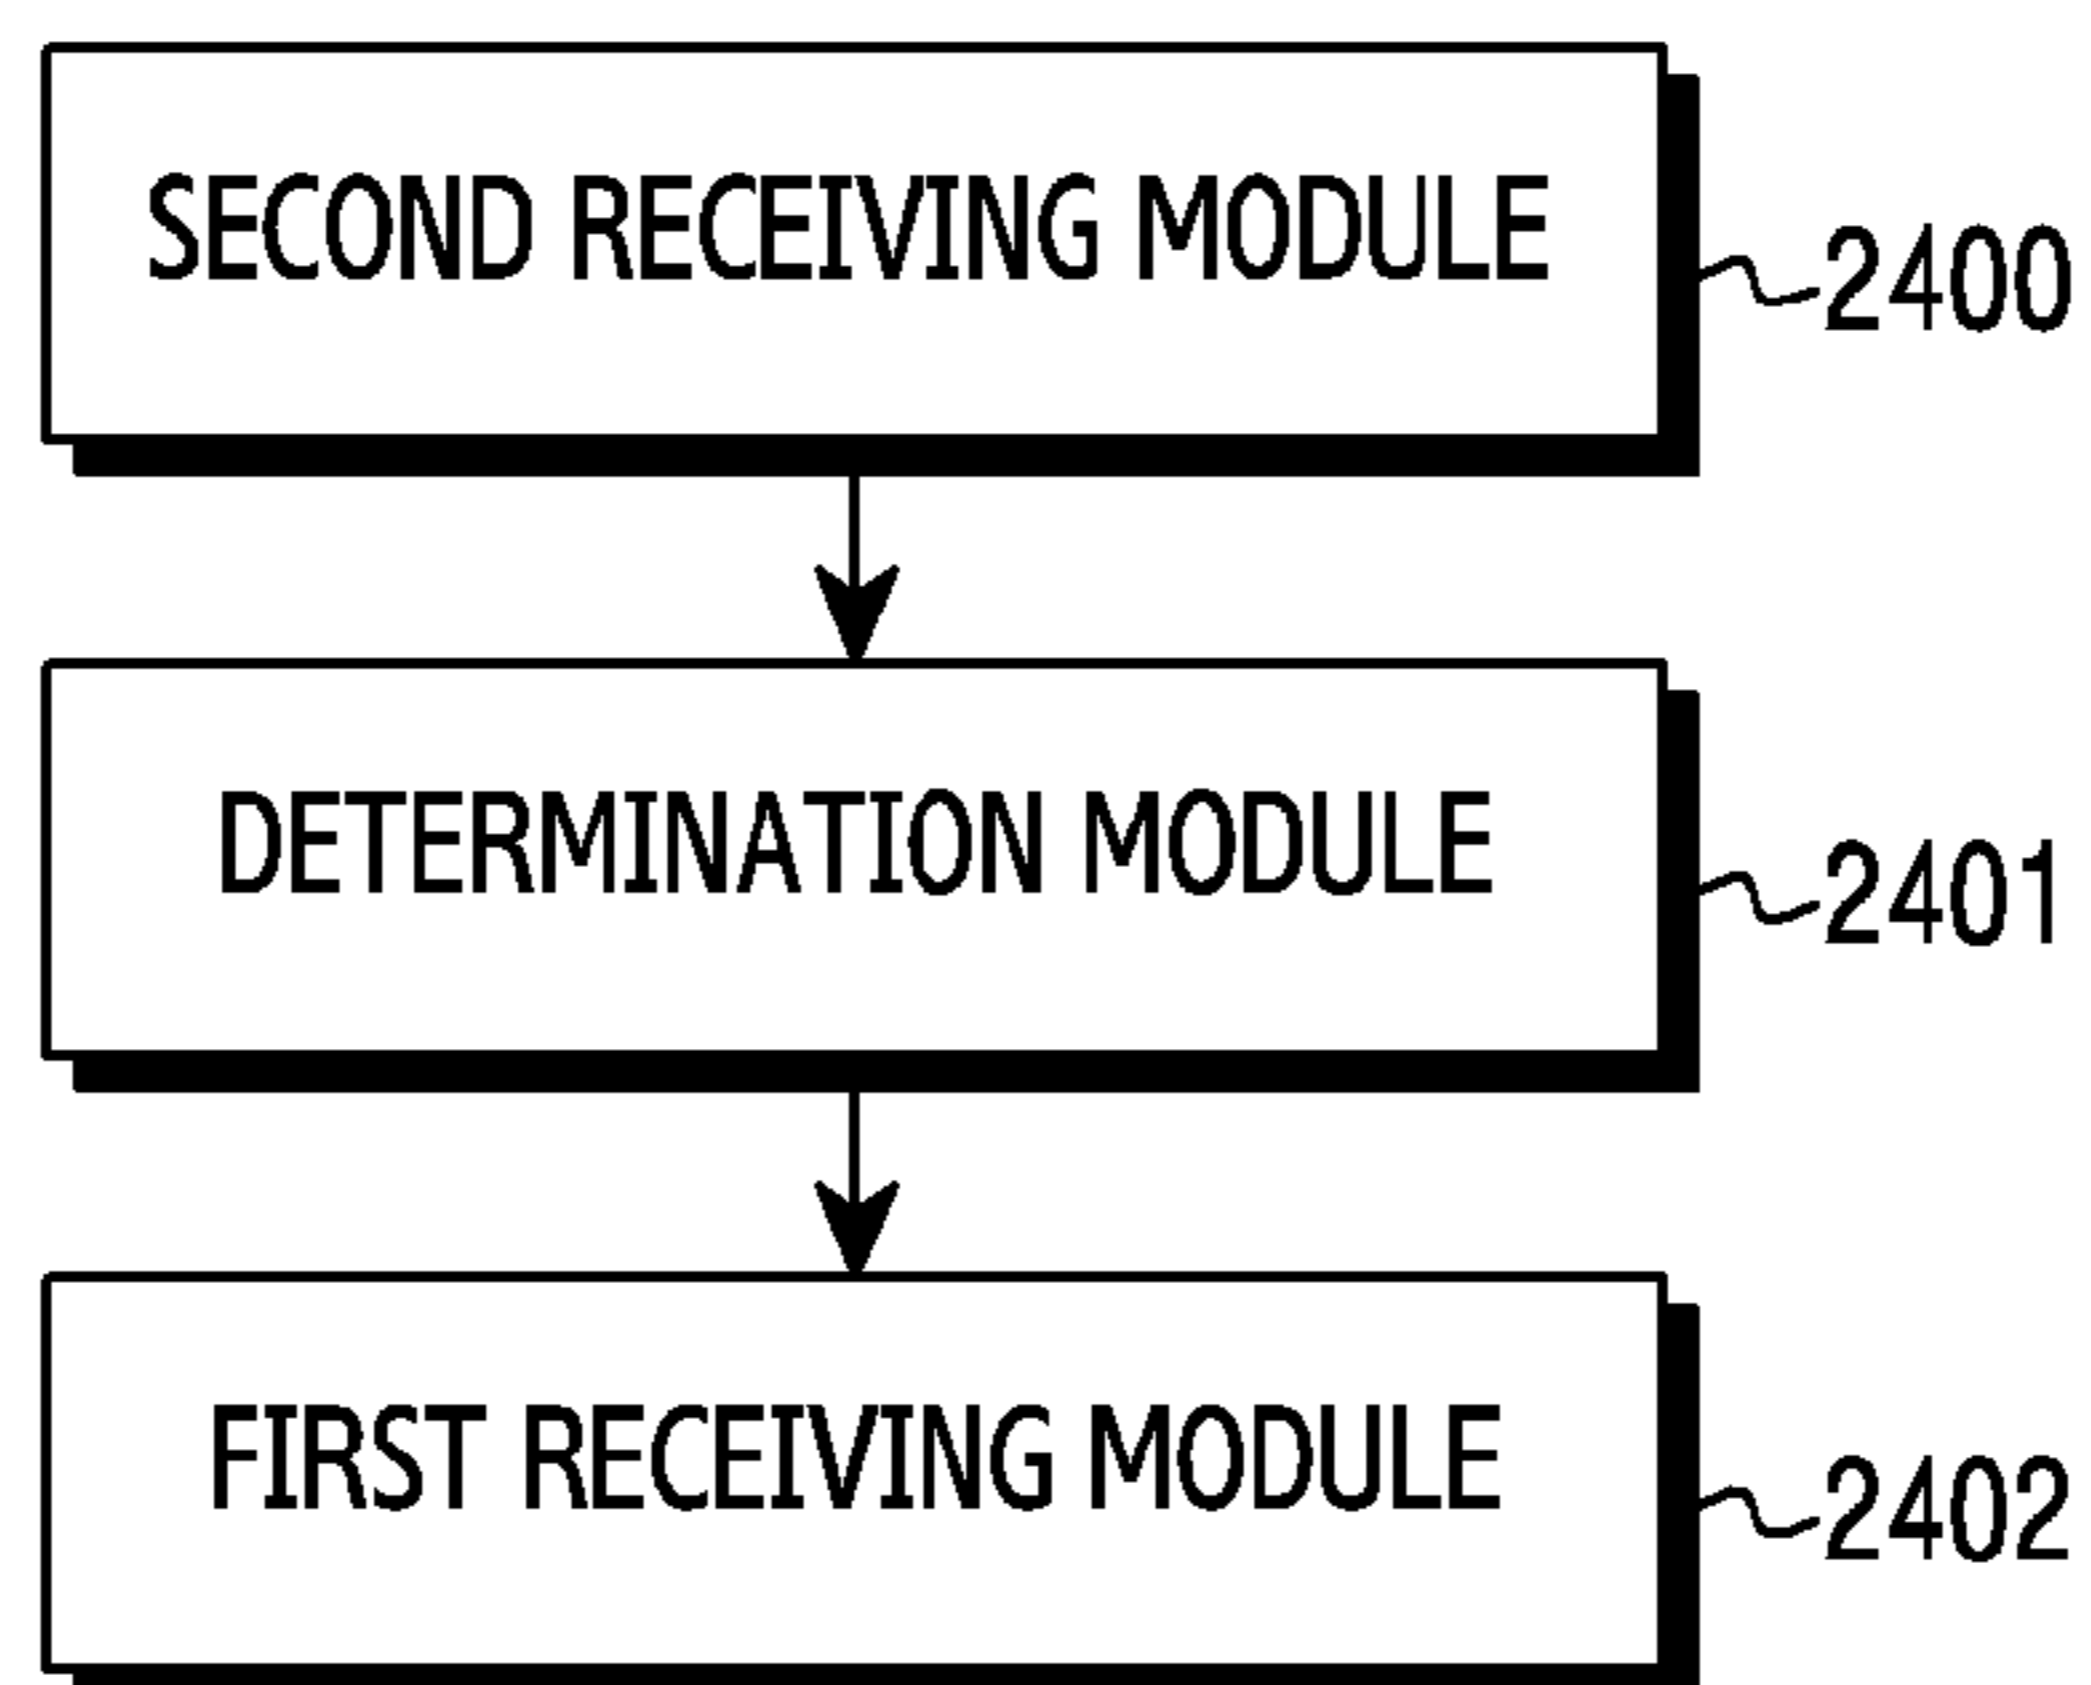 SECOND RECEIVING MODULE
2400
DETERMINATION MODULE
2401
FIRST RECEIVING MODULE
2402